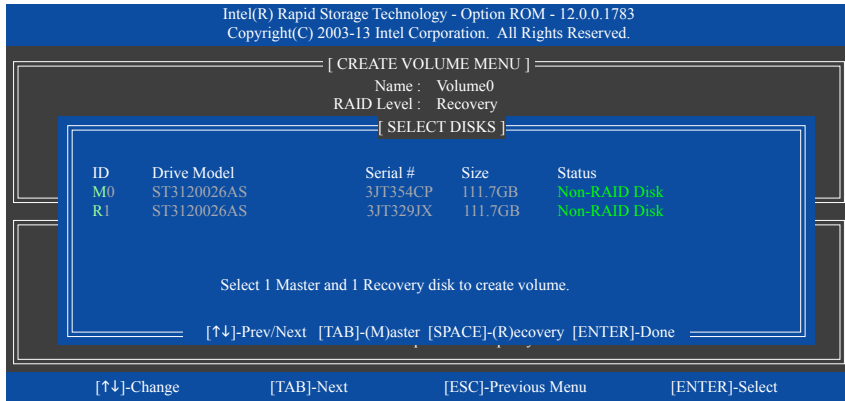 Intel(R) Rapid Storage Technology - Option ROM - 12.0.0.1783
Copyright(C) 2003-13 Intel Corporation. All Rights Reserved.
[ CREATE VOLUME MENU ]
Name : Volume0
RAID Level : Recovery
[ SELECT DISKS ]
ID Drive Model Serial # Size Status
M0 ST3120026AS 3JT354CP 111.7GB Non-RAID Disk
R1 ST3120026AS 3JT329JX 111.7GB Non-RAID Disk
Select 1 Master and 1 Recovery disk to create volume.
[↑↓]-Prev/Next [TAB]-(M)aster [SPACE]-(R)ecovery [ENTER]-Done
[↑↓]-Change [TAB]-Next [ESC]-Previous Menu [ENTER]-Select